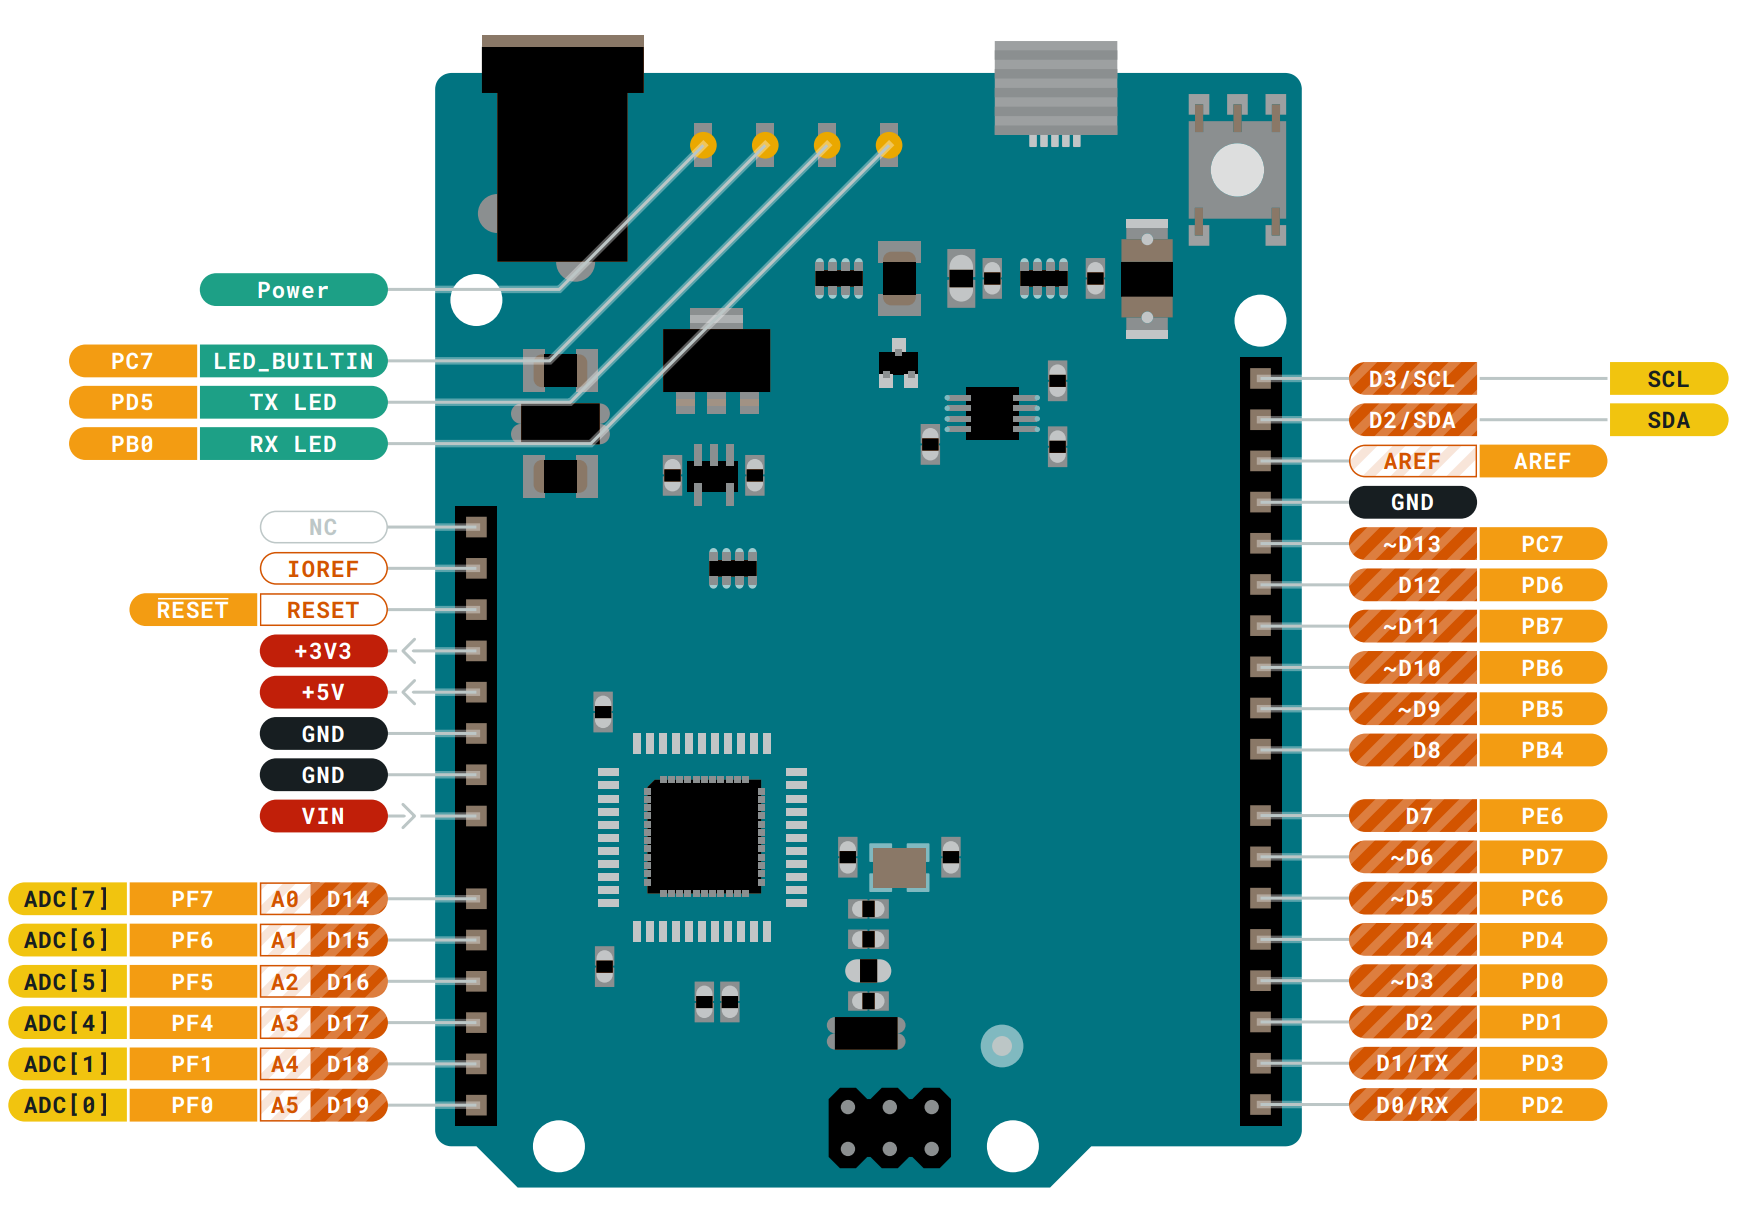 Power
PC7 LED_BUILTIN
PD5 TX LED
PB0 RX LED
NC
IOREF
RESET RESET
+3V3
+5V
GND
GND
VIN
ADC[7] PF7 A0 D14
ADC[6] PF6 A1 D15
ADC[5] PF5 A2 D16
ADC[4] PF4 A3 D17
ADC[1] PF1 A4 D18
ADC[0] PF0 A5 D19
D3/SCL SCL
D2/SDA SDA
AREF AREF
GND
~D13 PC7
D12 PD6
~D11 PB7
~D10 PB6
~D9 PB5
D8 PB4
D7 PE6
~D6 PD7
~D5 PC6
D4 PD4
~D3 PD0
D2 PD1
D1/TX PD3
D0/RX PD2